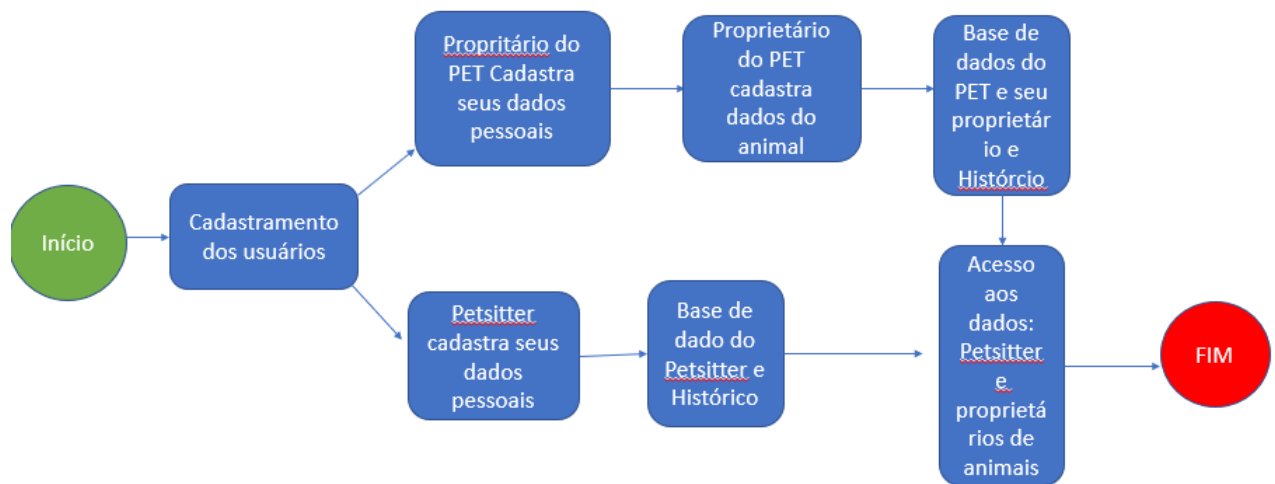 Início
Cadastramento
dos usuários
Propritário do
PET Cadastra
seus dados
pessoais
Proprietário
do PET
cadastra
dados do
animal
Base de
dados do
PET e seu
proprietár
io e
Histórcio
Petsitter
cadastra seus
dados
pessoais
Base de
dado do
Petsitter e
Histórico
Acesso
aos
dados:
Petsitter
e
proprietá
rios de
animais
FIM